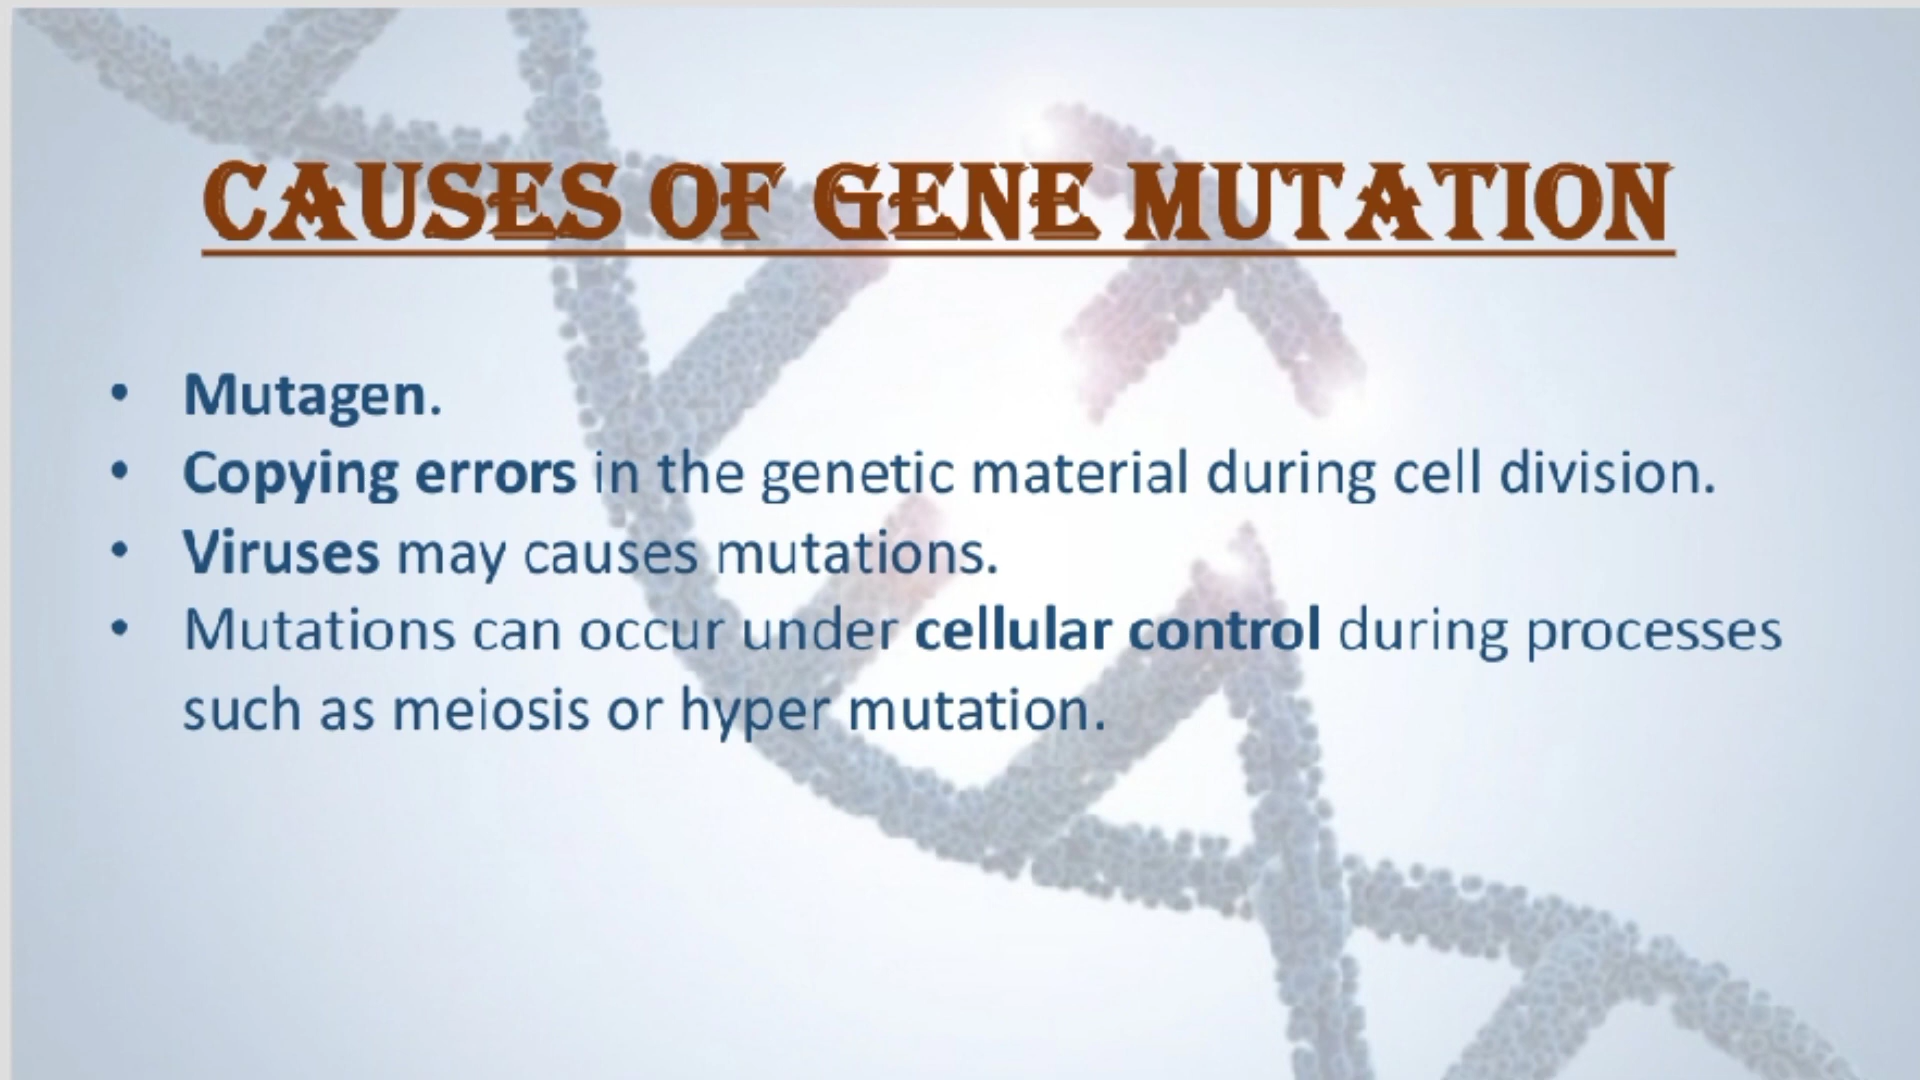 CAUSES OF GENE MUTATION
• Mutagen.
• Copying errors in the genetic material during cell division.
• Viruses may causes mutations.
• Mutations can occur under cellular control during processes
such as meiosis or hyper mutation.